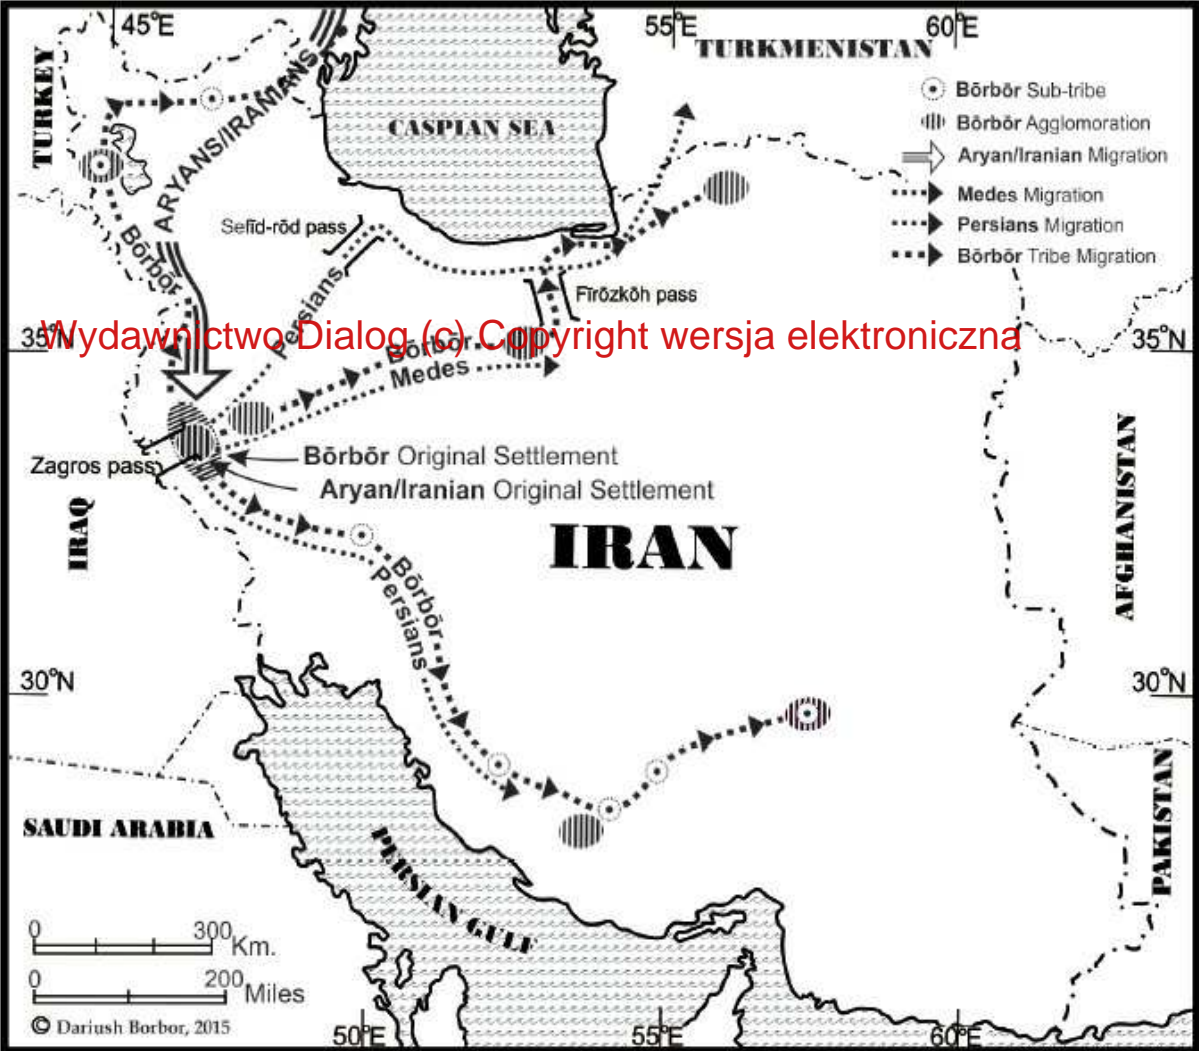 45°E
55°E
60°E
TURKMENISTAN
TURKEY
ARYANS/IRANIANS
CASPIAN SEA
Bōrbōr Sub-tribe
Bōrbōr Agglomoration
Aryan/Iranian Migration
Medes Migration
Persians Migration
Bōrbōr Tribe Migration
Sefīd-rōd pass
Bōrbōr
Persians
Fīrōzkōh pass
35°N
Wydawnictwo Dialog (c) Copyright wersja elektroniczna
35°N
Bōrbōr
Medes
Zagros pass
Bōrbōr Original Settlement
Aryan/Iranian Original Settlement
IRAQ
IRAN
AFGHANISTAN
Bōrbōr
Persians
30°N
30°N
SAUDI ARABIA
PERSIAN GULF
PAKISTAN
0 300 Km.
0 200 Miles
© Dariush Borbor, 2015
50°E
55°E
60°E